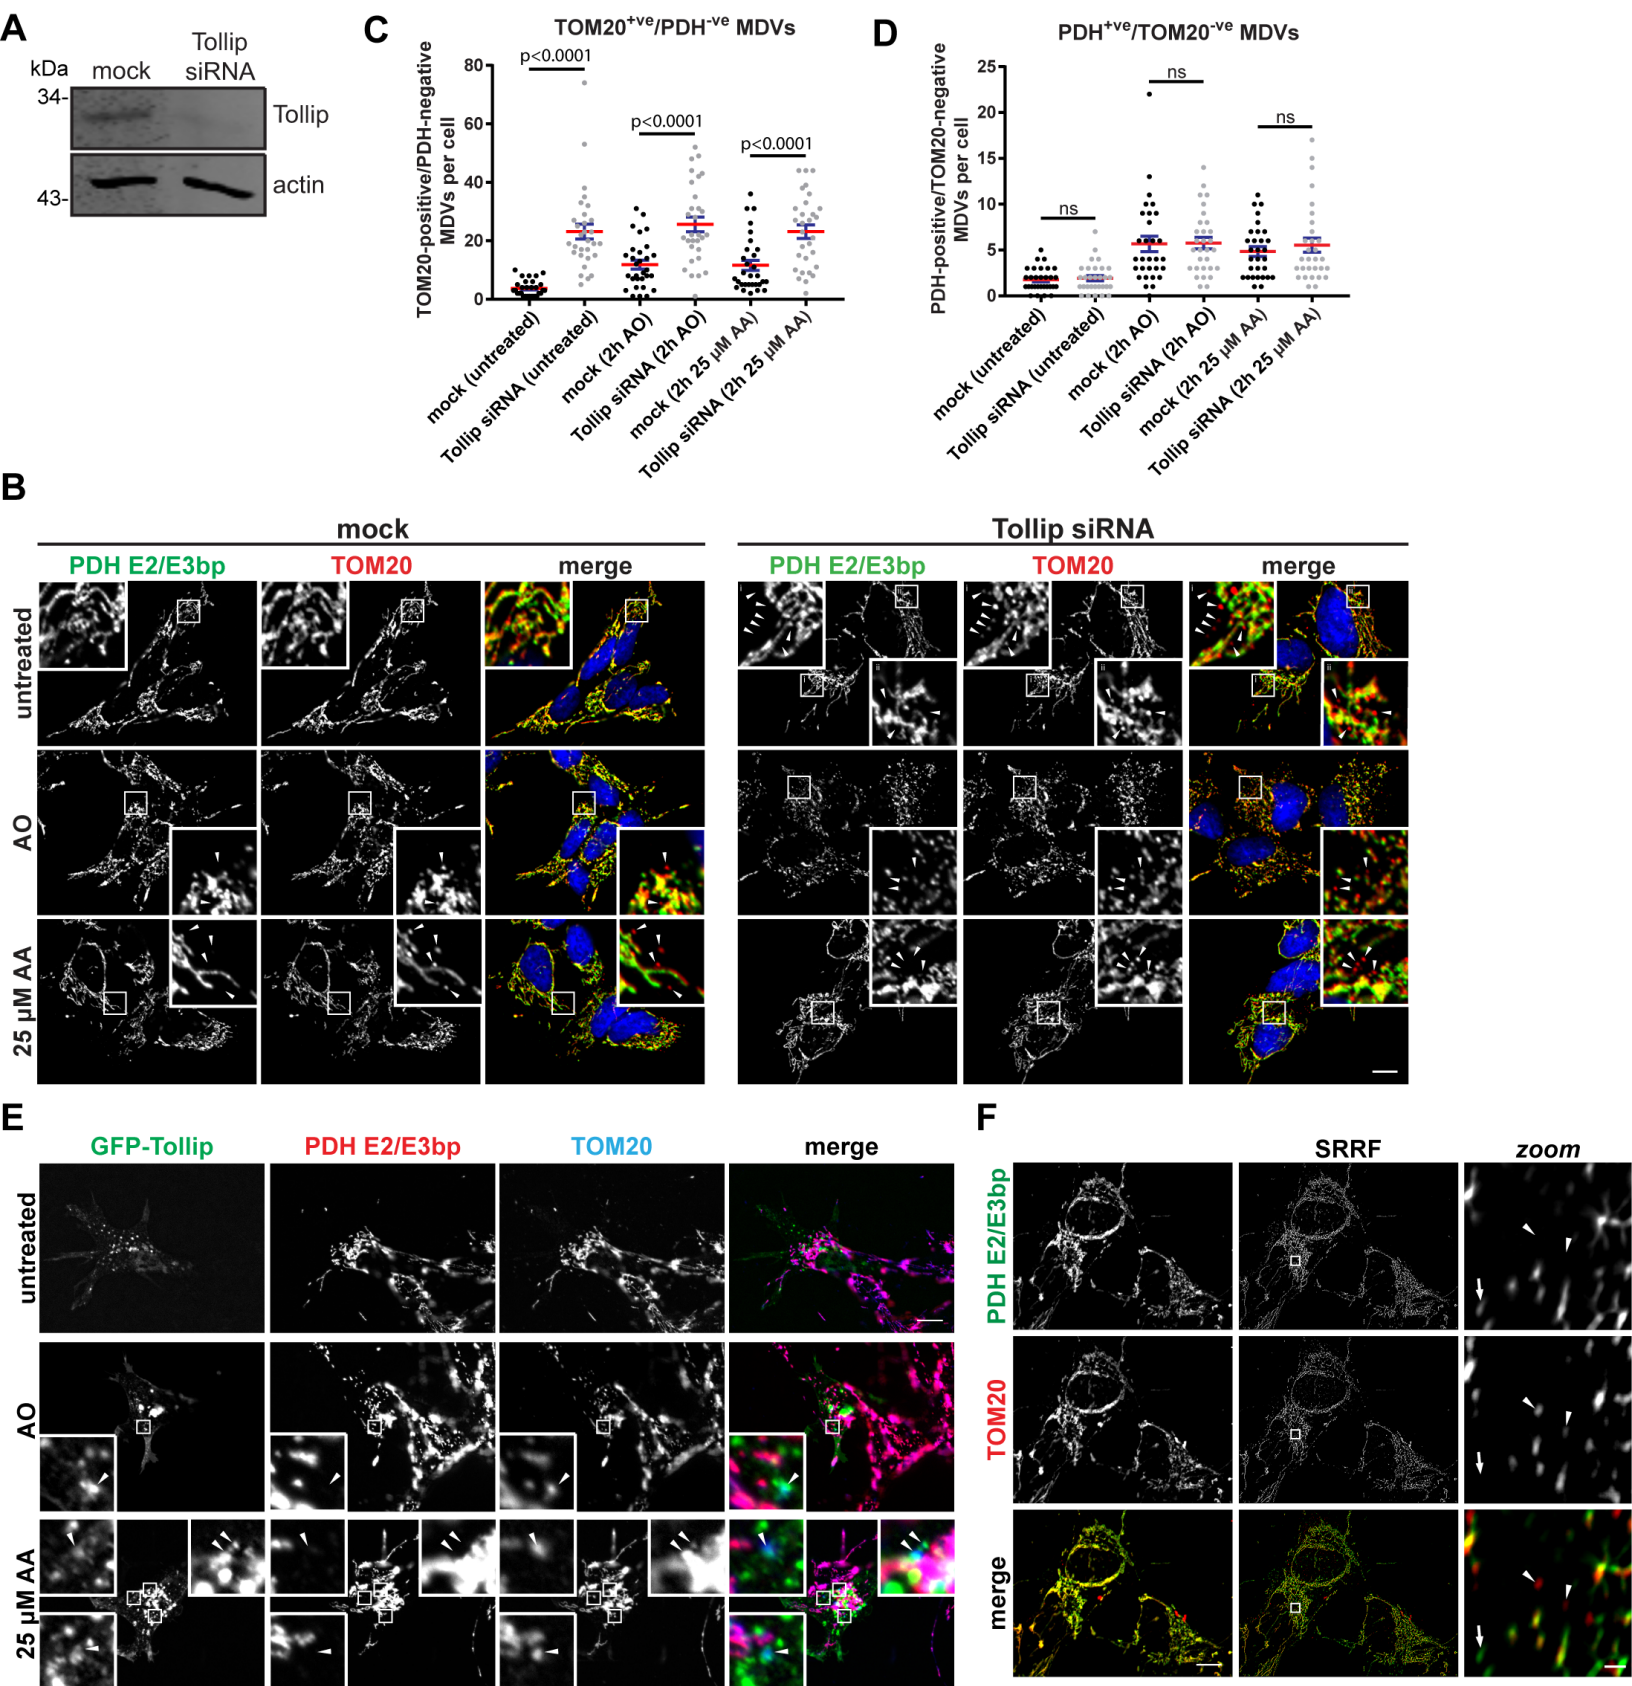 A
Tollip
kDa mock siRNA
34-
Tollip
actin
43-
C
TOM20+ve/PDH-ve MDVs
TOM20-positive/PDH-negative
MDVs per cell
80
60
40
20
0
p<0.0001
p<0.0001
p<0.0001
mock (untreated)
Tollip siRNA (untreated)
mock (2h AO)
Tollip siRNA (2h AO)
mock (2h 25 µM AA)
Tollip siRNA (2h 25 µM AA)
D
PDH+ve/TOM20-ve MDVs
PDH-positive/TOM20-negative
MDVs per cell
25
20
15
10
5
0
ns
ns
ns
mock (untreated)
Tollip siRNA (untreated)
mock (2h AO)
Tollip siRNA (2h AO)
mock (2h 25 µM AA)
Tollip siRNA (2h 25 µM AA)
B
mock Tollip siRNA
PDH E2/E3bp TOM20 merge PDH E2/E3bp TOM20 merge
untreated
i i i
ii ii ii
AO
25 µM AA
E
GFP-Tollip PDH E2/E3bp TOM20 merge
untreated
AO
25 µM AA
F
SRRF zoom
PDH E2/E3bp
TOM20
merge